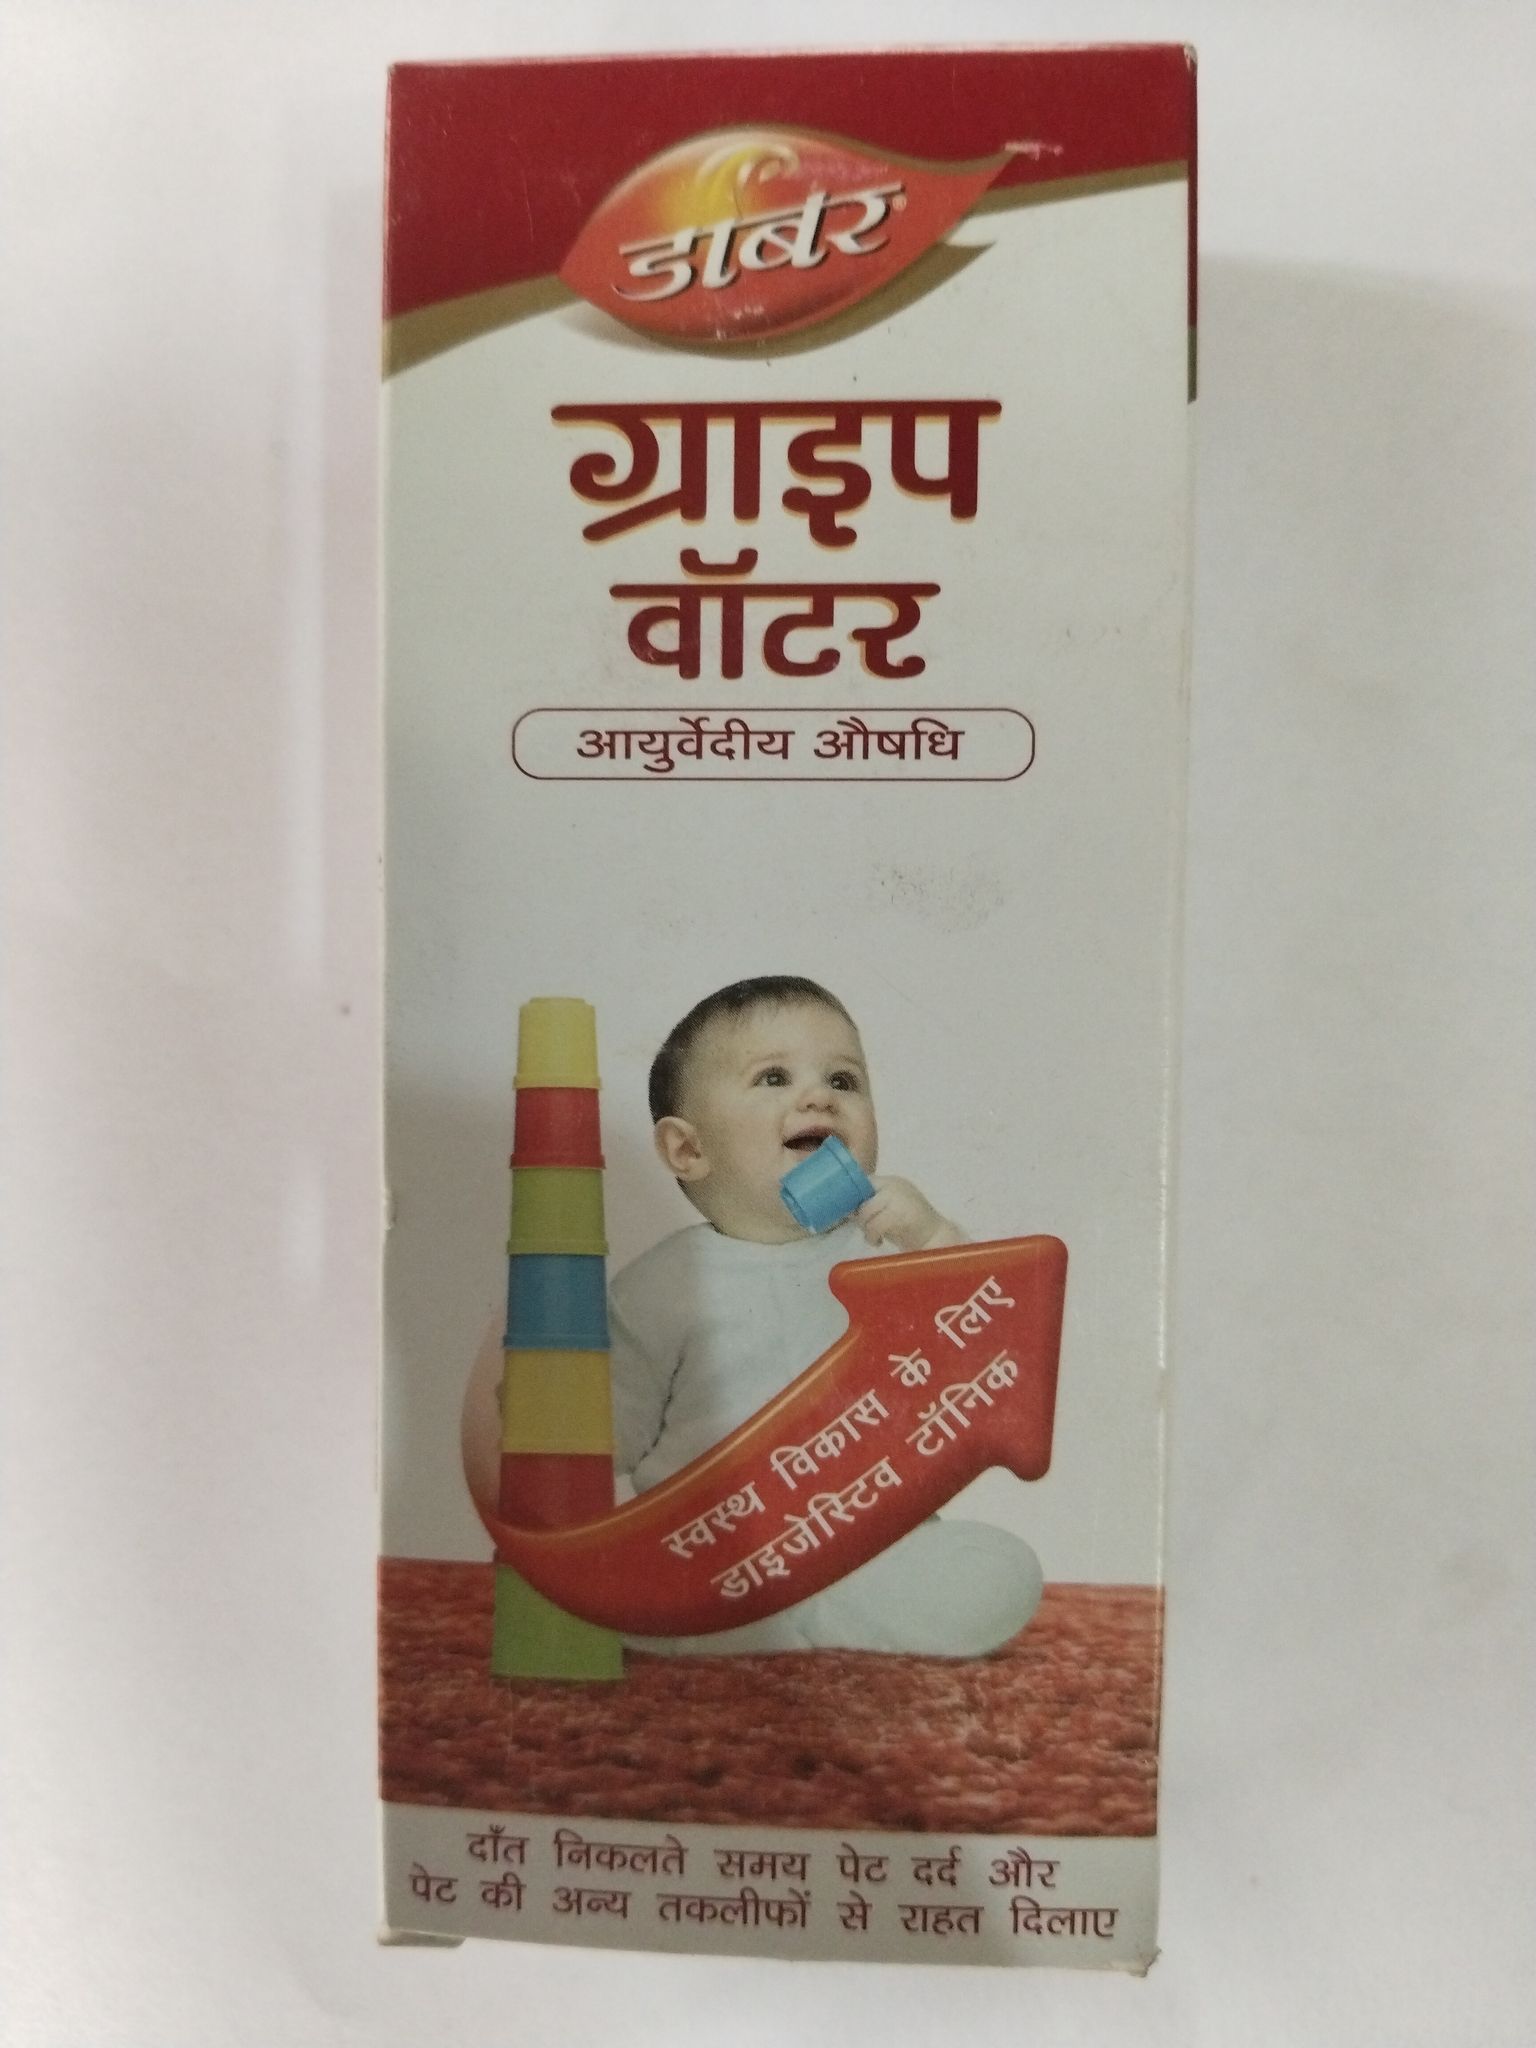 डाबर®
ग्राइप
वॉटर
आयुर्वेदीय औषधि
स्वस्थ विकास के लिए
डाइजेस्टिव टॉनिक
दाँत निकलते समय पेट दर्द और
पेट की अन्य तकलीफों से राहत दिलाए